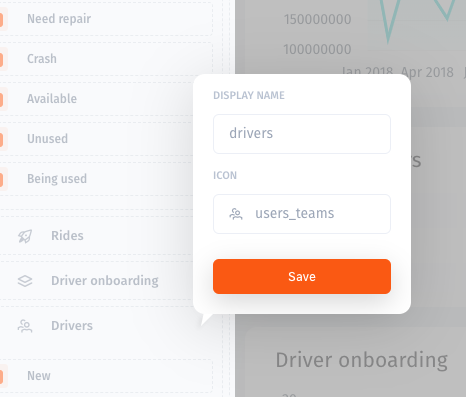 Need repair
Crash
Available
Unused
Being used
Rides
Driver onboarding
Drivers
New
150000000
100000000
Jan 2018 Apr 2018
DISPLAY NAME
drivers
ICON
users_teams
Save
Driver onboarding